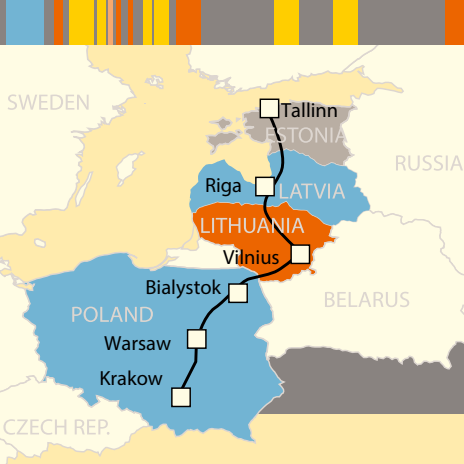 SWEDEN
Tallinn
ESTONIA
RUSSIA
Riga
LATVIA
LITHUANIA
Vilnius
Bialystok
BELARUS
POLAND
Warsaw
Krakow
CZECH REP.